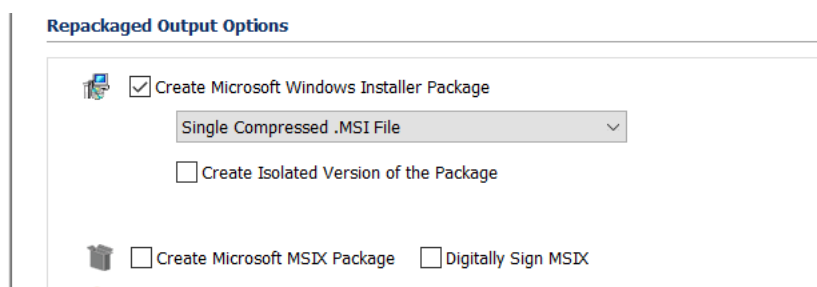 Repackaged Output Options
Create Microsoft Windows Installer Package
Single Compressed .MSI File
Create Isolated Version of the Package
Create Microsoft MSIX Package Digitally Sign MSIX